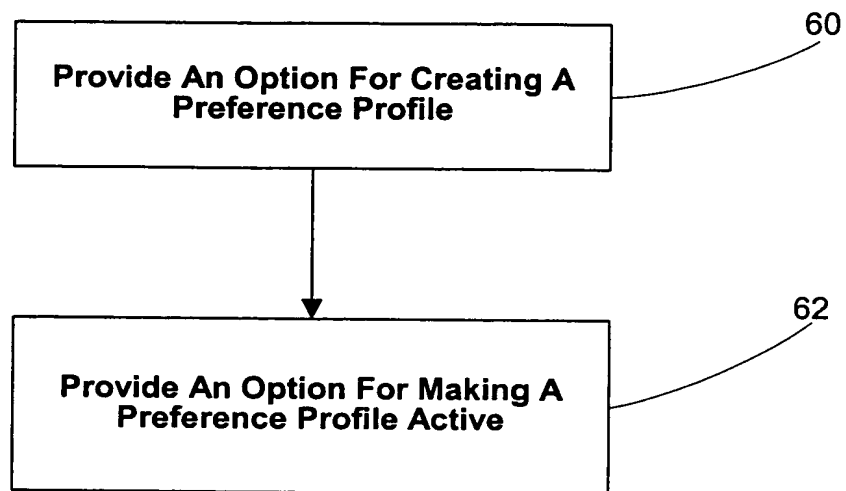 60
Provide An Option For Creating A
Preference Profile
62
Provide An Option For Making A
Preference Profile Active